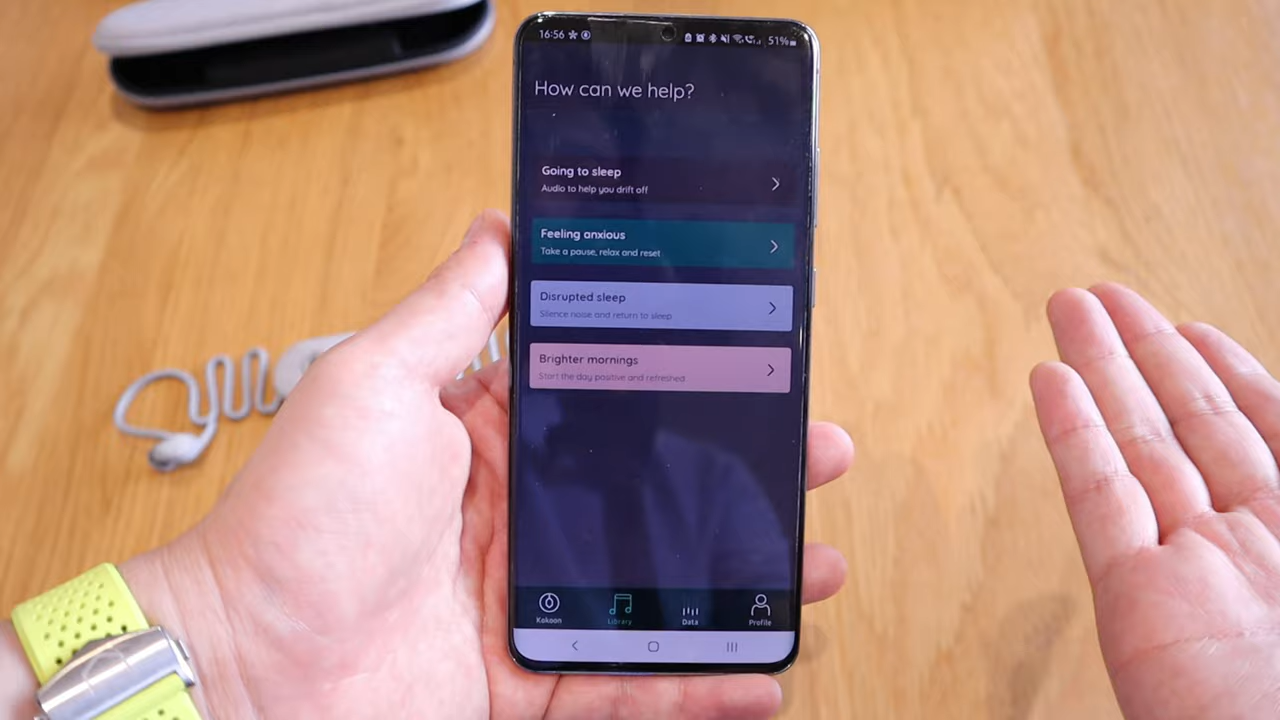 16:56
51%
How can we help?
Going to sleep
Audio to help you drift off
Feeling anxious
Take a pause, relax and reset
Disrupted sleep
Silence noise and return to sleep
Brighter mornings
Start the day positive and refreshed
Kokoon
Library
Data
Profile